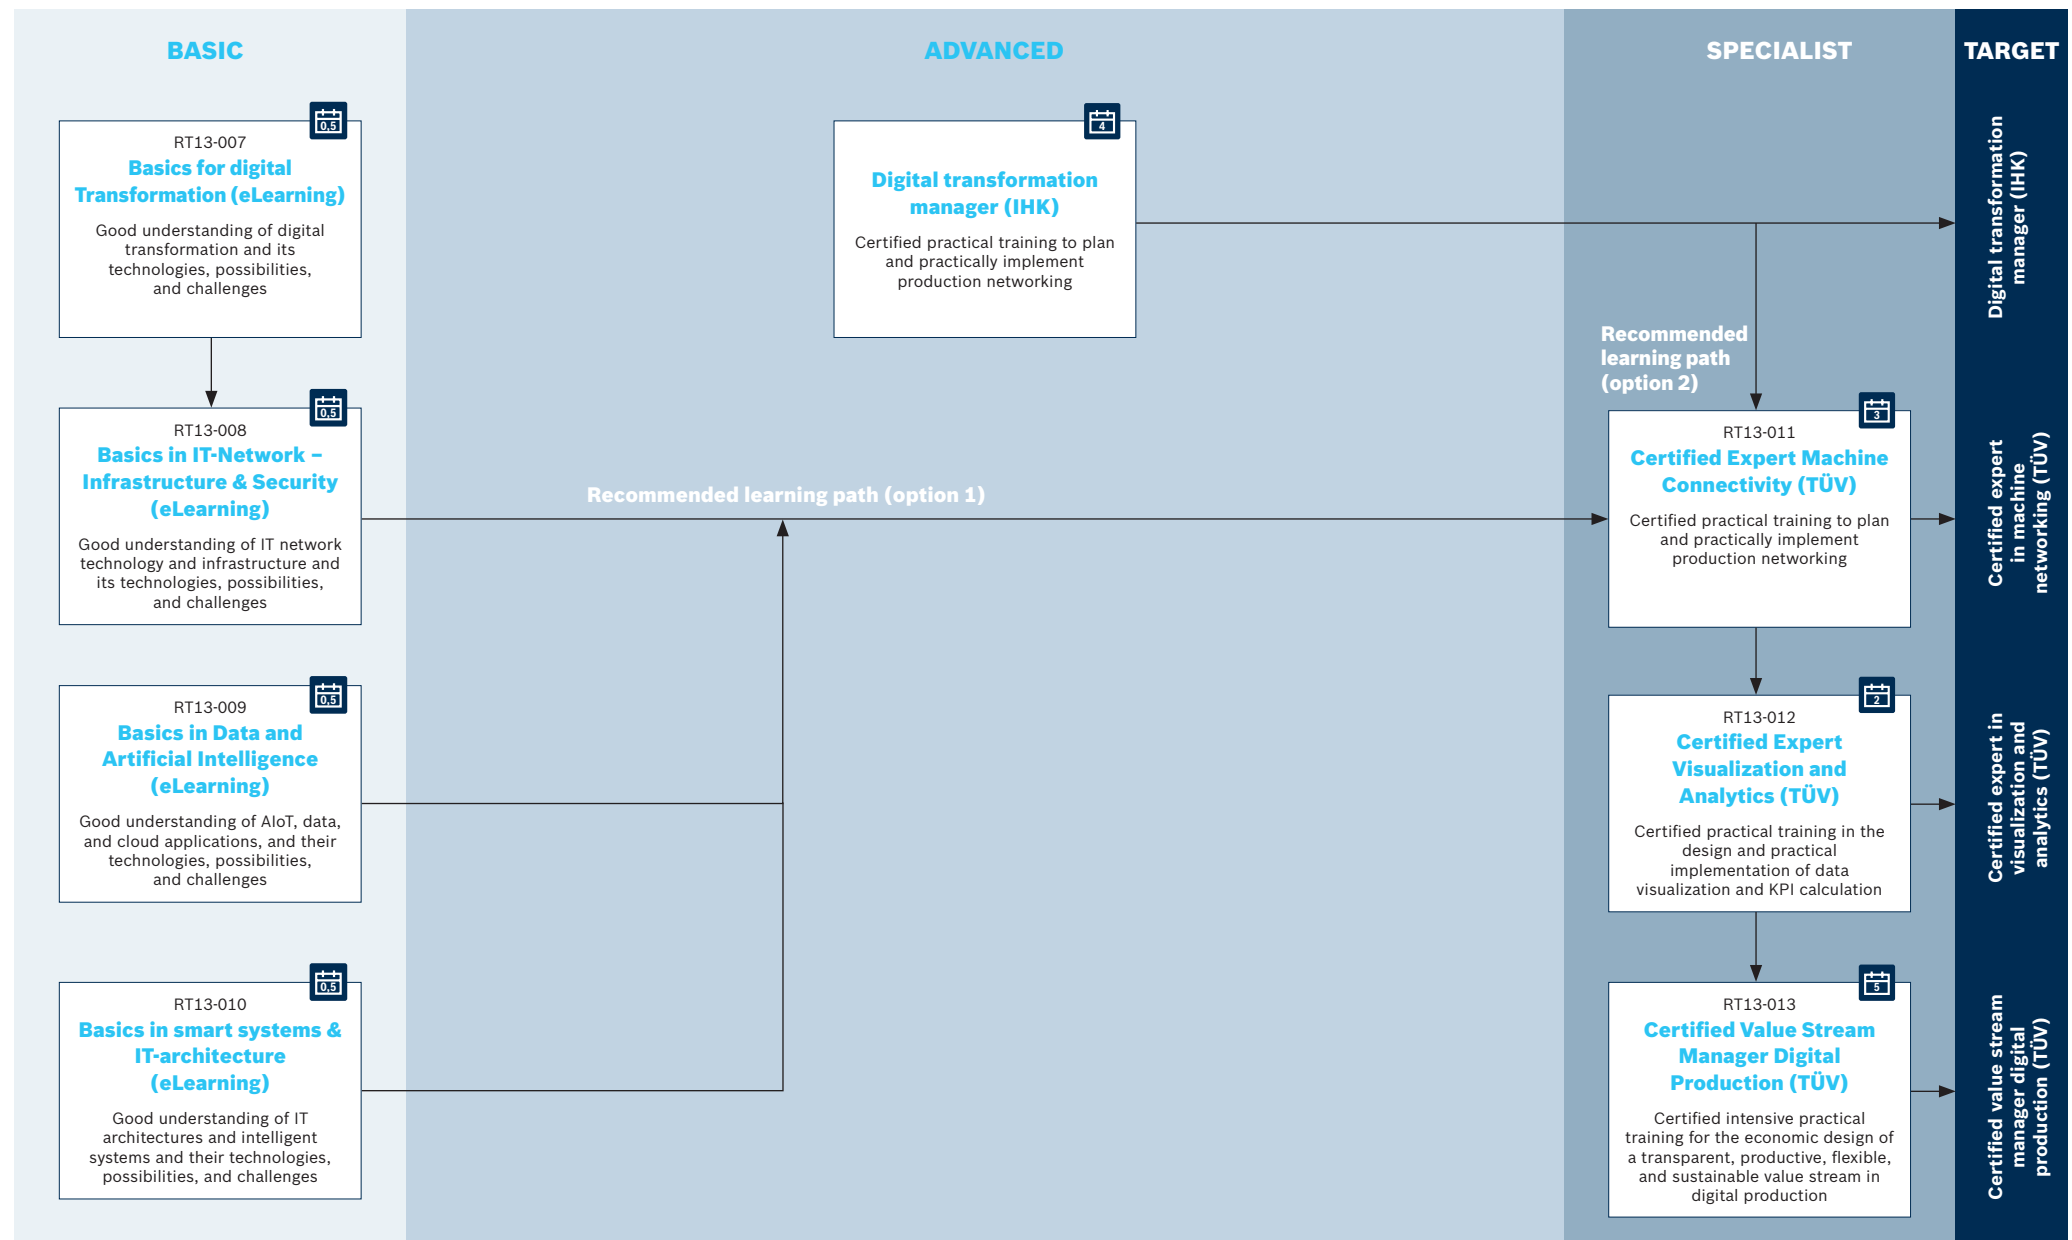 BASIC
ADVANCED
SPECIALIST
TARGET
0,5
RT13-007
Basics for digital
Transformation (eLearning)
Good understanding of digital
transformation and its
technologies, possibilities,
and challenges
4
Digital transformation
manager (IHK)
Certified practical training to plan
and practically implement
production networking
Digital transformation
manager (IHK)
Recommended
learning path
(option 2)
0,5
RT13-008
Basics in IT-Network –
Infrastructure & Security
(eLearning)
Good understanding of IT network
technology and infrastructure and
its technologies, possibilities,
and challenges
Recommended learning path (option 1)
3
RT13-011
Certified Expert Machine
Connectivity (TÜV)
Certified practical training to plan
and practically implement
production networking
Certified expert
in machine
networking (TÜV)
0,5
RT13-009
Basics in Data and
Artificial Intelligence
(eLearning)
Good understanding of AIoT, data,
and cloud applications, and their
technologies, possibilities,
and challenges
2
RT13-012
Certified Expert
Visualization and
Analytics (TÜV)
Certified practical training in the
design and practical
implementation of data
visualization and KPI calculation
Certified expert in
visualization and
analytics (TÜV)
0,5
RT13-010
Basics in smart systems &
IT-architecture
(eLearning)
Good understanding of IT
architectures and intelligent
systems and their technologies,
possibilities, and challenges
5
RT13-013
Certified Value Stream
Manager Digital
Production (TÜV)
Certified intensive practical
training for the economic design of
a transparent, productive, flexible,
and sustainable value stream in
digital production
Certified value stream
manager digital
production (TÜV)